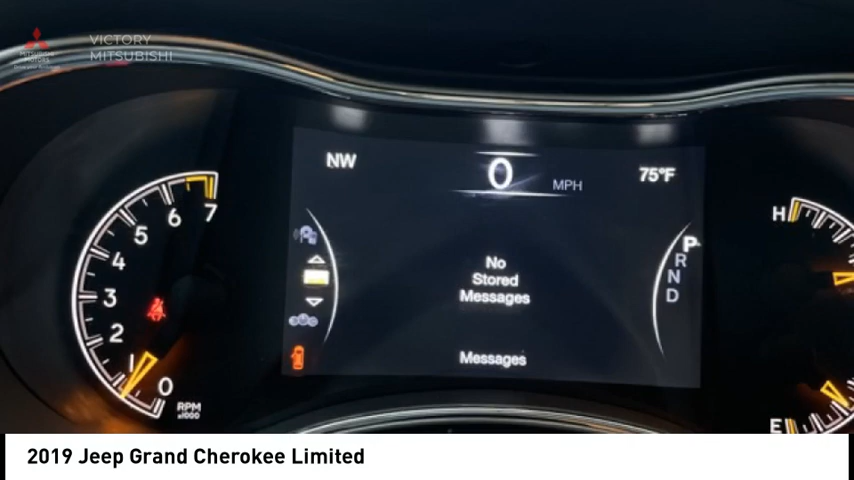 VICTORY
MITSUBISHI
NW
0
MPH
75°F
7
6
5
4
3
2
1
0
RPM
x1000
No
Stored
Messages
Messages
P
R
N
D
H
E
2019 Jeep Grand Cherokee Limited